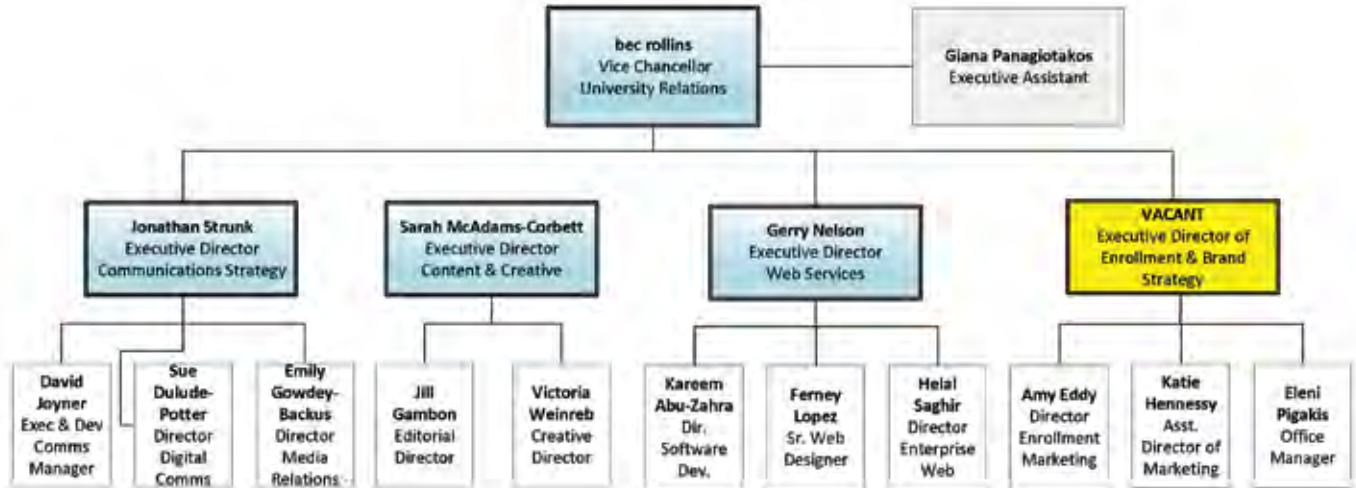 bec rollins
Vice Chancellor
University Relations
Giana Panagiotakos
Executive Assistant
Jonathan Strunk
Executive Director
Communications Strategy
Sarah McAdams-Corbett
Executive Director
Content & Creative
Gerry Nelson
Executive Director
Web Services
VACANT
Executive Director of
Enrollment & Brand
Strategy
David
Joyner
Exec & Dev
Comms
Manager
Sue
Dulude-
Potter
Director
Digital
Comms
Emily
Gowdey-
Backus
Director
Media
Relations
Jill
Gambon
Editorial
Director
Victoria
Weinreb
Creative
Director
Kareem
Abu-Zahra
Dir.
Software
Dev.
Ferney
Lopez
Sr. Web
Designer
Helal
Saghir
Director
Enterprise
Web
Amy Eddy
Director
Enrollment
Marketing
Katie
Hennessy
Asst.
Director of
Marketing
Eleni
Pigakis
Office
Manager